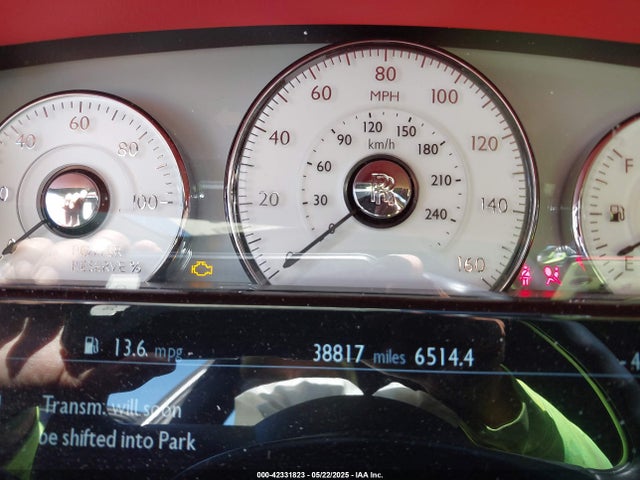 40 60 80 100
POWER
RESERVE %
20 40 60 80 100 120 140 160
MPH
km/h
30 60 90 120 150 180 210 240
R
F
E
13.6 mpg
38817 miles 6514.4
Transm. will soon
be shifted into Park
000-42331823 - 05/22/2025 - IAA Inc.